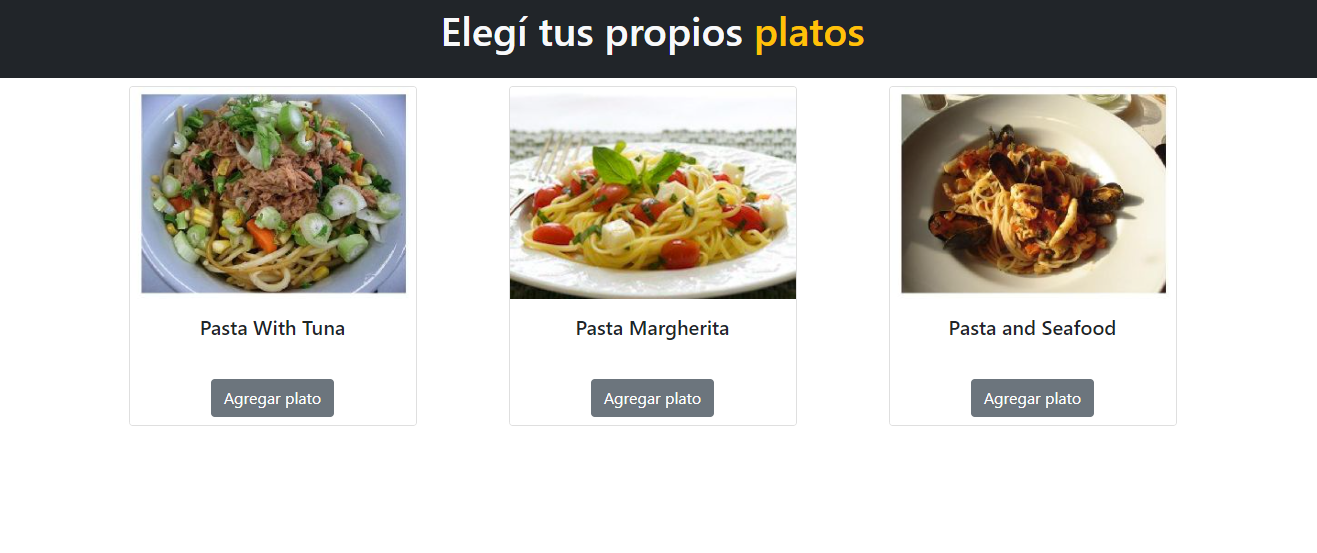 Elegí tus propios platos
Pasta With Tuna
Pasta Margherita
Pasta and Seafood
Agregar plato
Agregar plato
Agregar plato